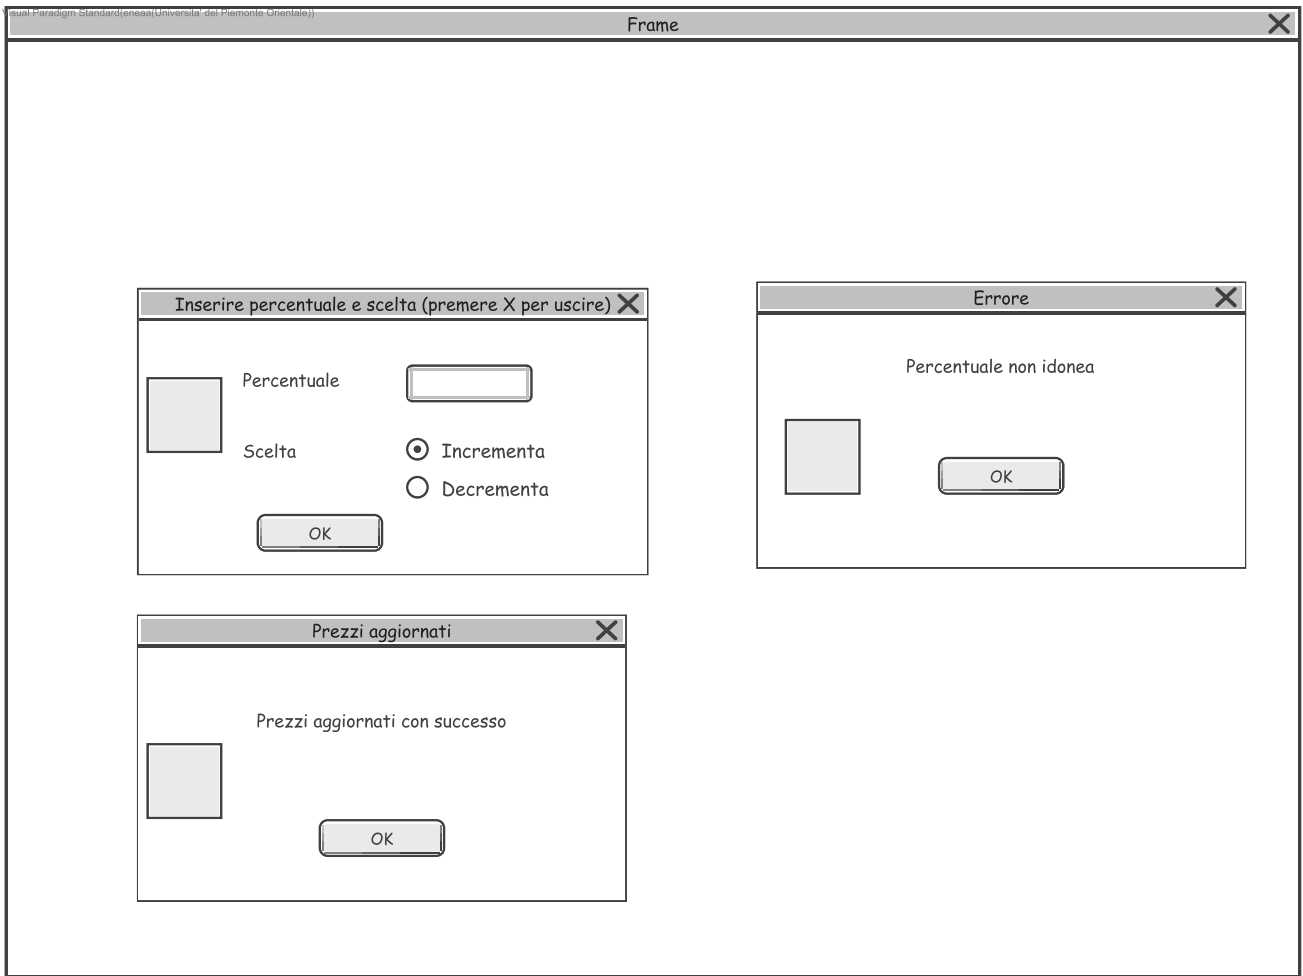 Visual Paradigm Standard(eneaa(Universita' del Piemonte Orientale))
Frame
Inserire percentuale e scelta (premere X per uscire)
Percentuale
Scelta
Incrementa
Decrementa
OK
Errore
Percentuale non idonea
OK
Prezzi aggiornati
Prezzi aggiornati con successo
OK